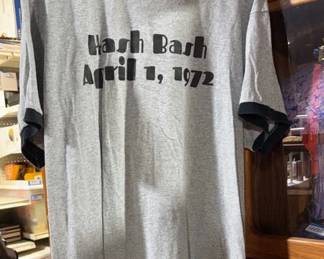 Hash Bash
April 1, 1972